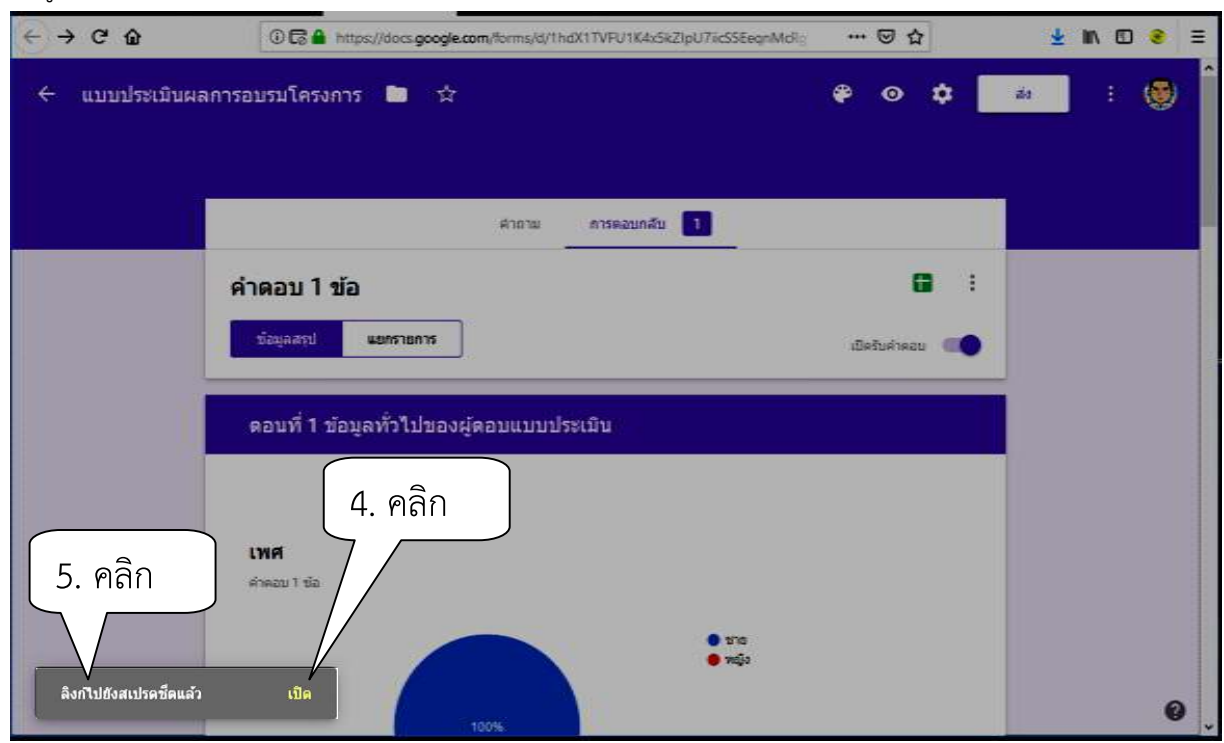 https://docs.google.com/forms/d/1hdX1TVFU1K4x5kZIpU7iicS5EeqnMcRg
แบบประเมินผลการอบรมโครงการ
ส่ง
คำถาม การตอบกลับ 1
คำตอบ 1 ข้อ
ข้อมูลสรุป แยกรายการ
เปิดรับคำตอบ
ตอนที่ 1 ข้อมูลทั่วไปของผู้ตอบแบบประเมิน
4. คลิก
5. คลิก
เพศ
คำตอบ 1 ข้อ
ชาย
หญิง
100%
ลิงก์ไปยังสเปรดชีตแล้ว เปิด